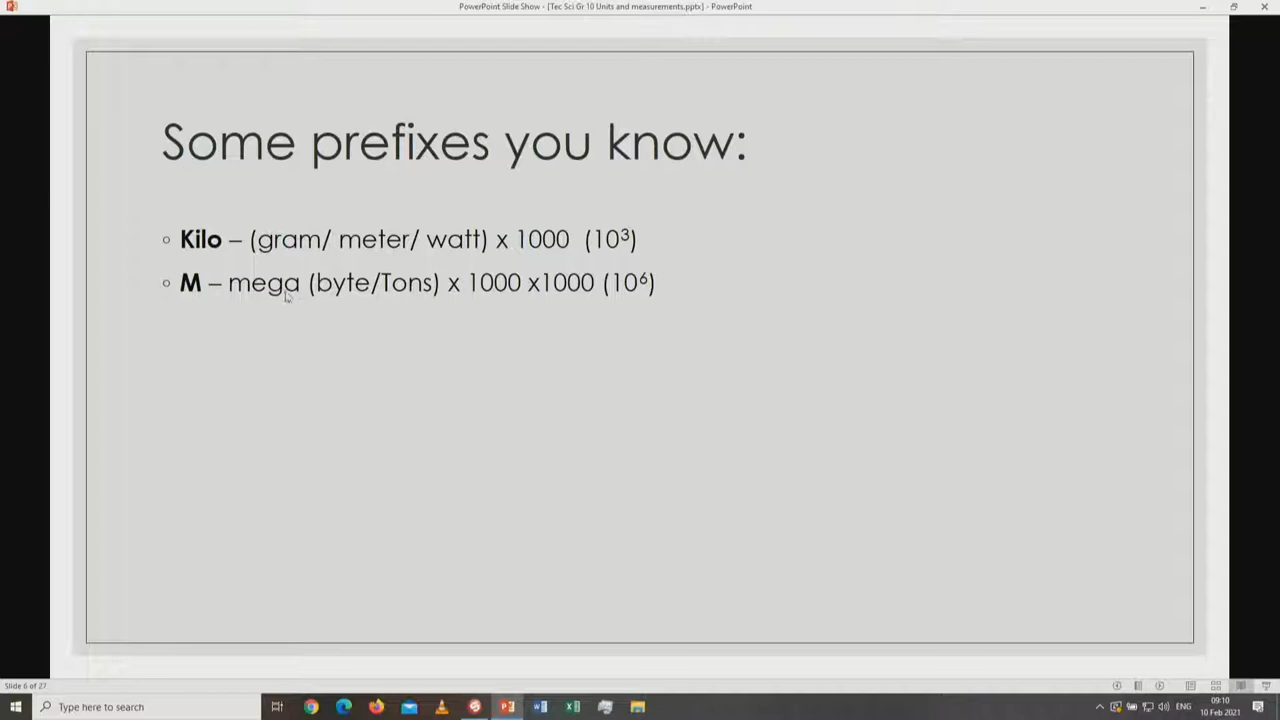 PowerPoint Slide Show - [Tec Sci Gr 10 Units and measurements.pptx] - PowerPoint
Some prefixes you know:
◦ Kilo – (gram/ meter/ watt) x 1000 (10³)
◦ M – mega (byte/Tons) x 1000 x1000 (10⁶)
Slide 6 of 27
Type here to search
ENG
09:10
10 Feb 2021